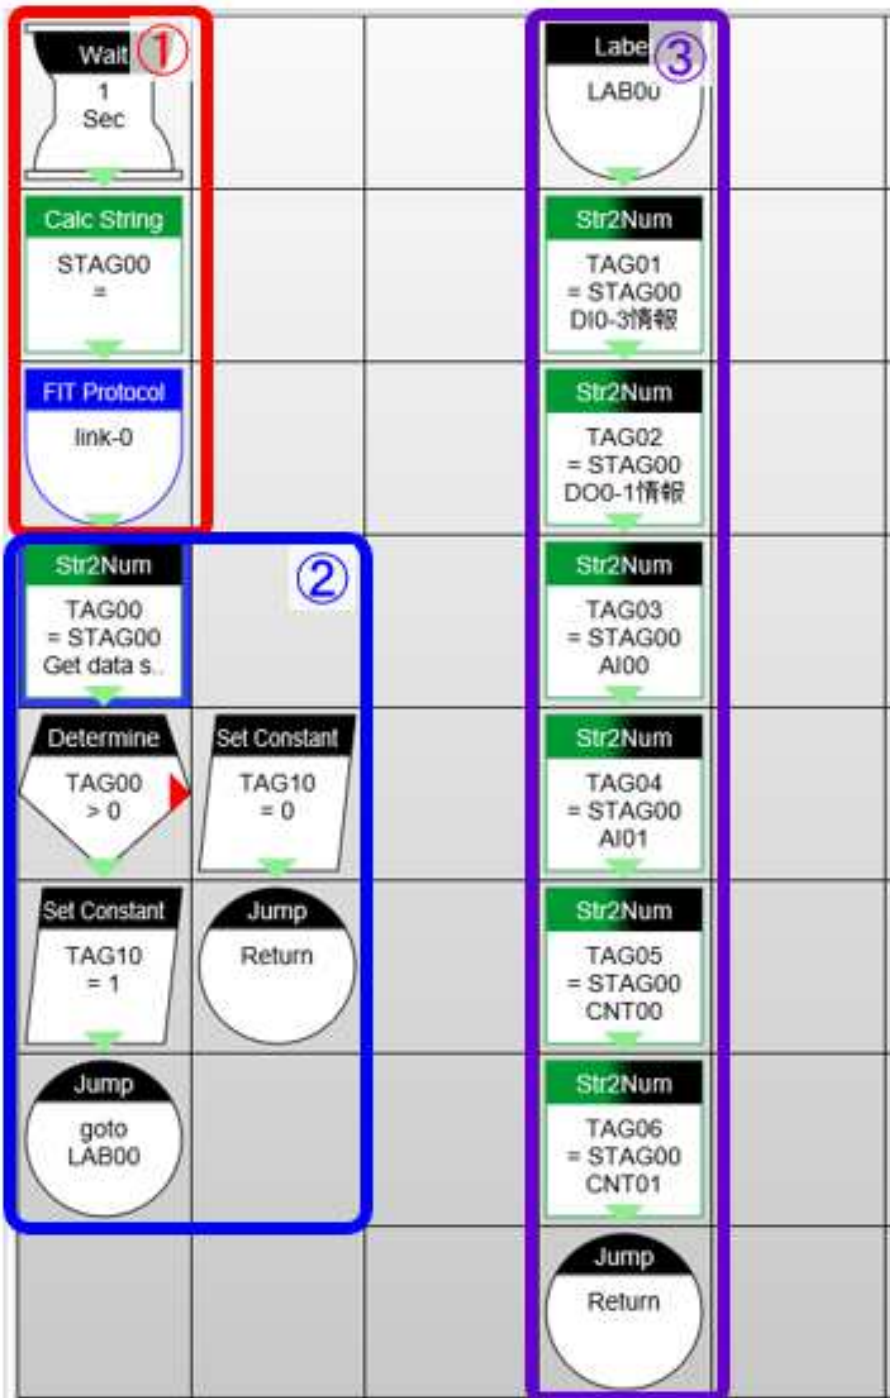 Wait
①
1
Sec
Calc String
STAG00
=
FIT Protocol
link-0
②
Str2Num
TAG00
= STAG00
Get data s..
Determine
TAG00
> 0
Set Constant
TAG10
= 0
Set Constant
TAG10
= 1
Jump
Return
Jump
goto
LAB00
Labe
③
LAB00
Str2Num
TAG01
= STAG00
DI0-3情報
Str2Num
TAG02
= STAG00
DO0-1情報
Str2Num
TAG03
= STAG00
AI00
Str2Num
TAG04
= STAG00
AI01
Str2Num
TAG05
= STAG00
CNT00
Str2Num
TAG06
= STAG00
CNT01
Jump
Return